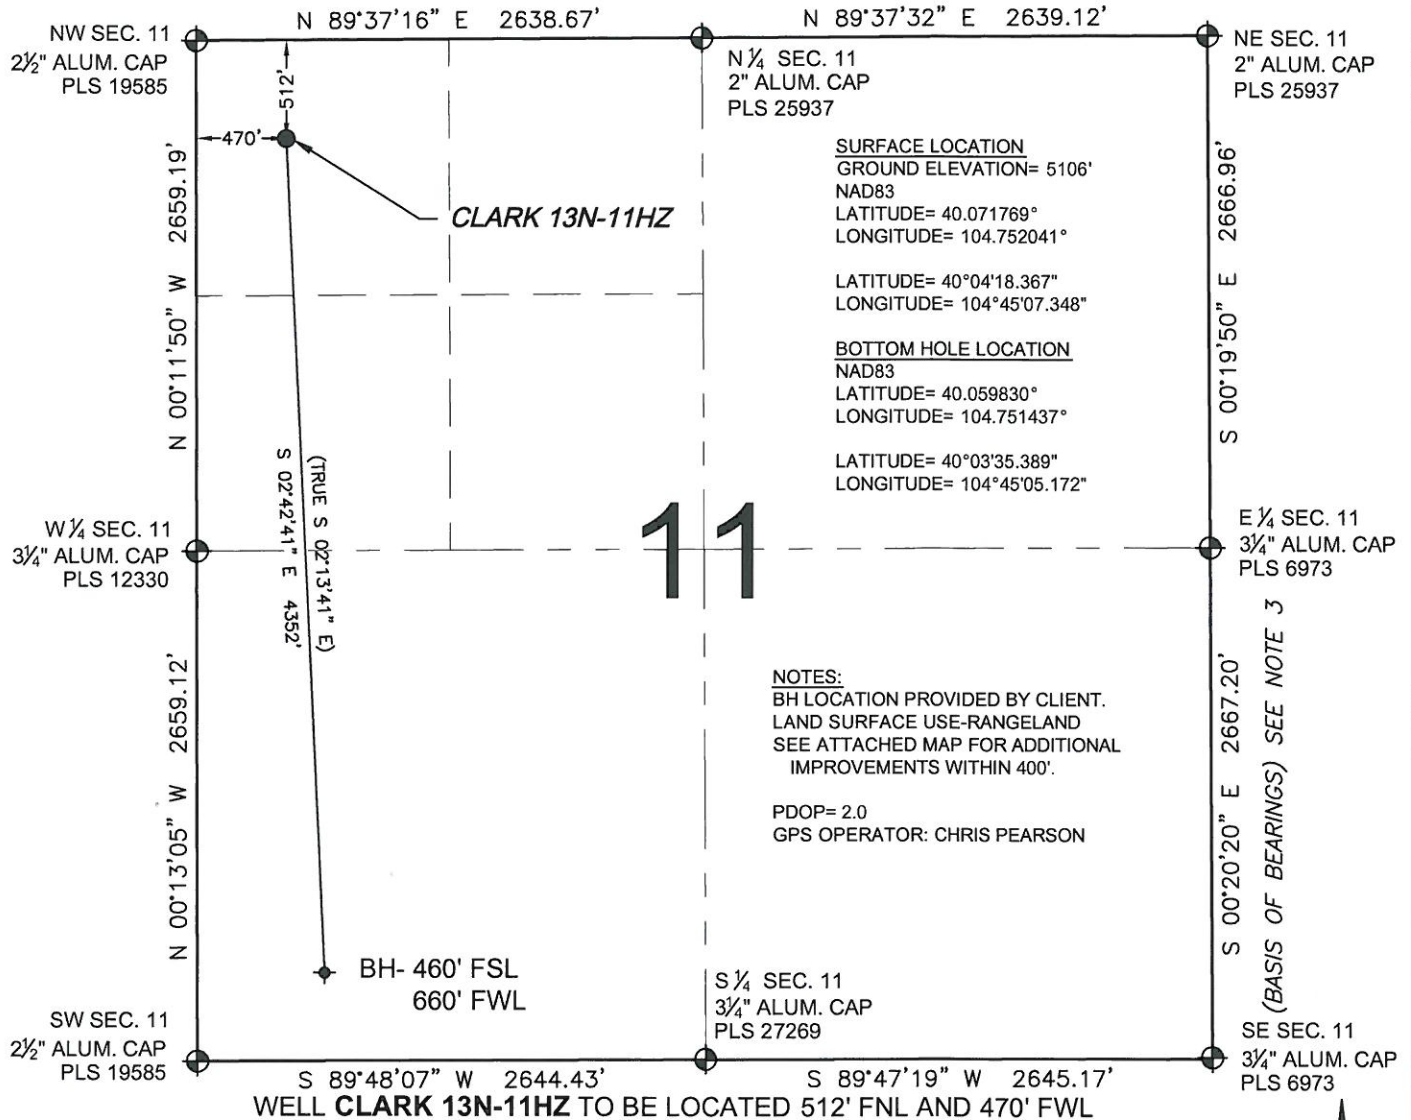 N 89°37'16" E 2638.67'
N 89°37'32" E 2639.12'
NW SEC. 11
2½" ALUM. CAP
PLS 19585
N ¼ SEC. 11
2" ALUM. CAP
PLS 25937
NE SEC. 11
2" ALUM. CAP
PLS 25937
512'
470'
CLARK 13N-11HZ
SURFACE LOCATION
GROUND ELEVATION= 5106'
NAD83
LATITUDE= 40.071769°
LONGITUDE= 104.752041°
LATITUDE= 40°04'18.367"
LONGITUDE= 104°45'07.348"
BOTTOM HOLE LOCATION
NAD83
LATITUDE= 40.059830°
LONGITUDE= 104.751437°
LATITUDE= 40°03'35.389"
LONGITUDE= 104°45'05.172"
N 00°11'50" W 2659.19'
S 00°19'50" E 2666.96'
(TRUE S 02°13'41" E)
S 02°42'41" E 4352'
W ¼ SEC. 11
3¼" ALUM. CAP
PLS 12330
11
E ¼ SEC. 11
3¼" ALUM. CAP
PLS 6973
N 00°13'05" W 2659.12'
NOTES:
BH LOCATION PROVIDED BY CLIENT.
LAND SURFACE USE-RANGELAND
SEE ATTACHED MAP FOR ADDITIONAL
IMPROVEMENTS WITHIN 400'.
PDOP= 2.0
GPS OPERATOR: CHRIS PEARSON
S 00°20'20" E 2667.20'
(BASIS OF BEARINGS) SEE NOTE 3
BH- 460' FSL
660' FWL
SW SEC. 11
2½" ALUM. CAP
PLS 19585
S ¼ SEC. 11
3¼" ALUM. CAP
PLS 27269
SE SEC. 11
3¼" ALUM. CAP
PLS 6973
S 89°48'07" W 2644.43'
S 89°47'19" W 2645.17'
WELL CLARK 13N-11HZ TO BE LOCATED 512' FNL AND 470' FWL